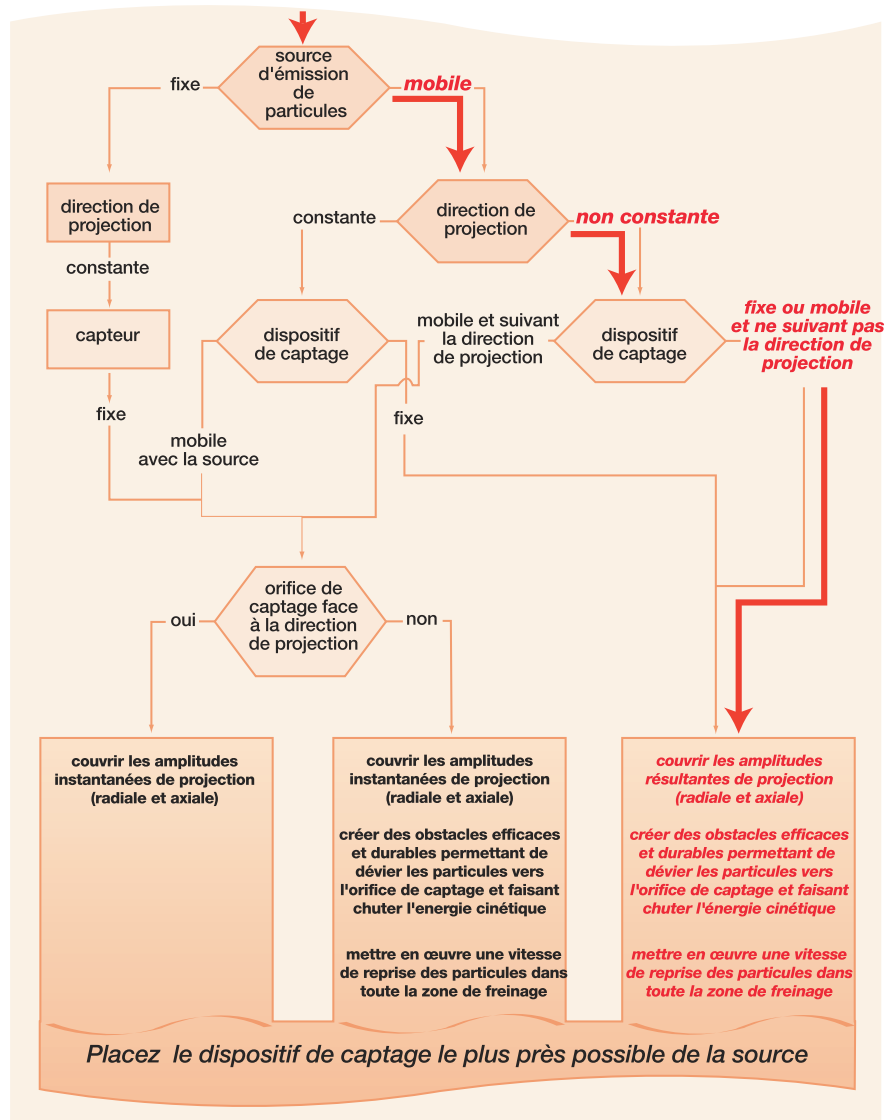 source
d'émission
de
particules
fixe
mobile
direction de
projection
constante
capteur
fixe
direction de
projection
constante
non constante
dispositif
de captage
mobile
avec la source
fixe
mobile et suivant
la direction
de projection
dispositif
de captage
fixe ou mobile
et ne suivant pas
la direction de
projection
orifice de
captage face
à la direction
de projection
oui
non
couvrir les amplitudes
instantanées de projection
(radiale et axiale)
couvrir les amplitudes
instantanées de projection
(radiale et axiale)
créer des obstacles efficaces
et durables permettant de
dévier les particules vers
l'orifice de captage et faisant
chuter l'energie cinétique
mettre en œuvre une vitesse
de reprise des particules dans
toute la zone de freinage
couvrir les amplitudes
résultantes de projection
(radiale et axiale)
créer des obstacles efficaces
et durables permettant de
dévier les particules vers
l'orifice de captage et faisant
chuter l'énergie cinétique
mettre en œuvre une vitesse
de reprise des particules dans
toute la zone de freinage
Placez le dispositif de captage le plus près possible de la source